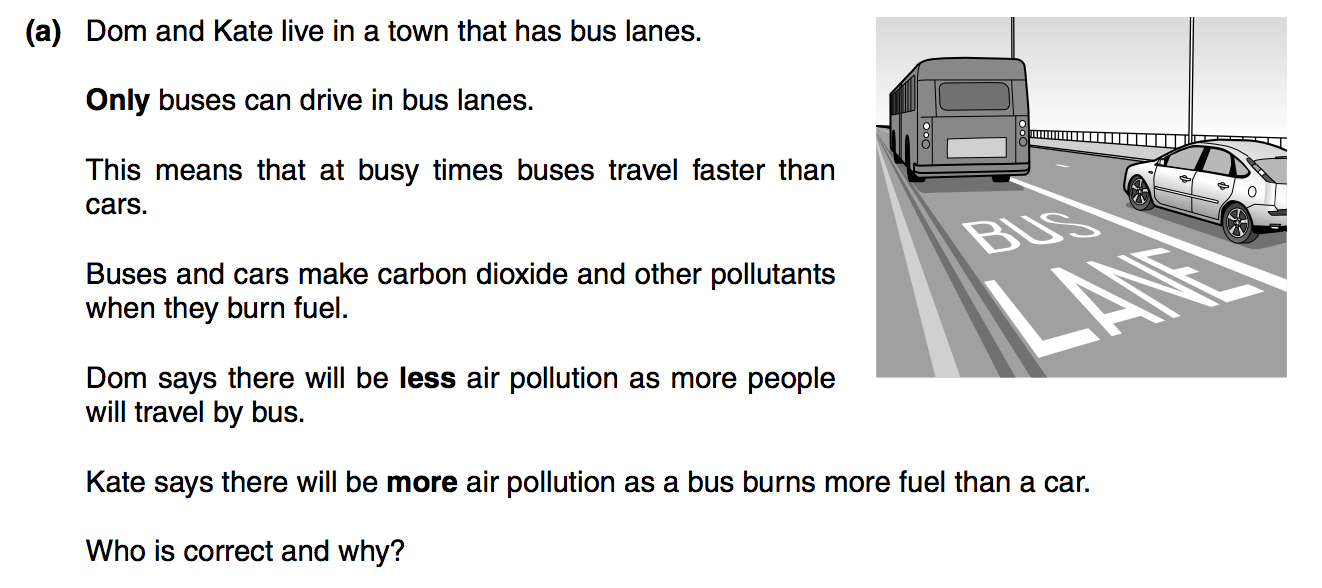 (a) Dom and Kate live in a town that has bus lanes.
Only buses can drive in bus lanes.
This means that at busy times buses travel faster than
cars.
Buses and cars make carbon dioxide and other pollutants
when they burn fuel.
Dom says there will be less air pollution as more people
will travel by bus.
Kate says there will be more air pollution as a bus burns more fuel than a car.
Who is correct and why?
BUS
LANE